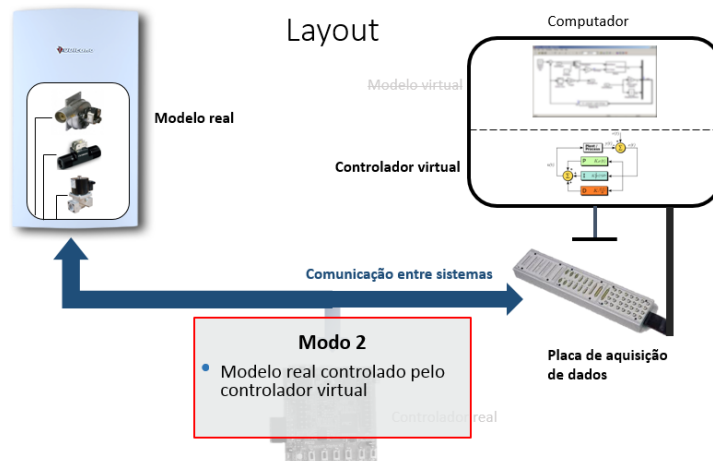 Layout
Computador
Modelo virtual
Modelo real
Controlador virtual
P
I
D
Comunicação entre sistemas
Modo 2
Modelo real controlado pelo
controlador virtual
Placa de aquisição
de dados
Controlador real